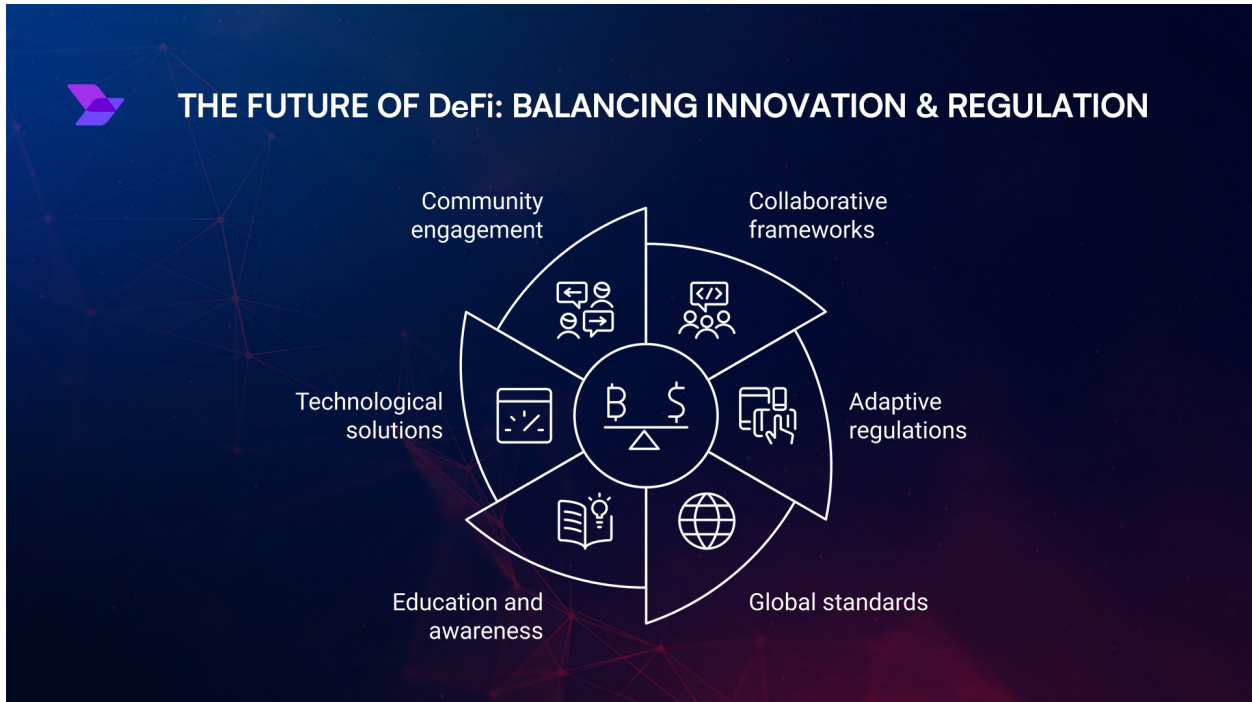 THE FUTURE OF DeFi: BALANCING INNOVATION & REGULATION
Community
engagement
Collaborative
frameworks
Technological
solutions
B $
Adaptive
regulations
Education and
awareness
Global standards